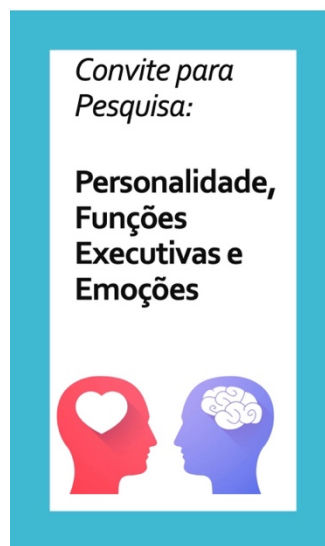 Convite para
Pesquisa:
Personalidade,
Funções
Executivas e
Emoções